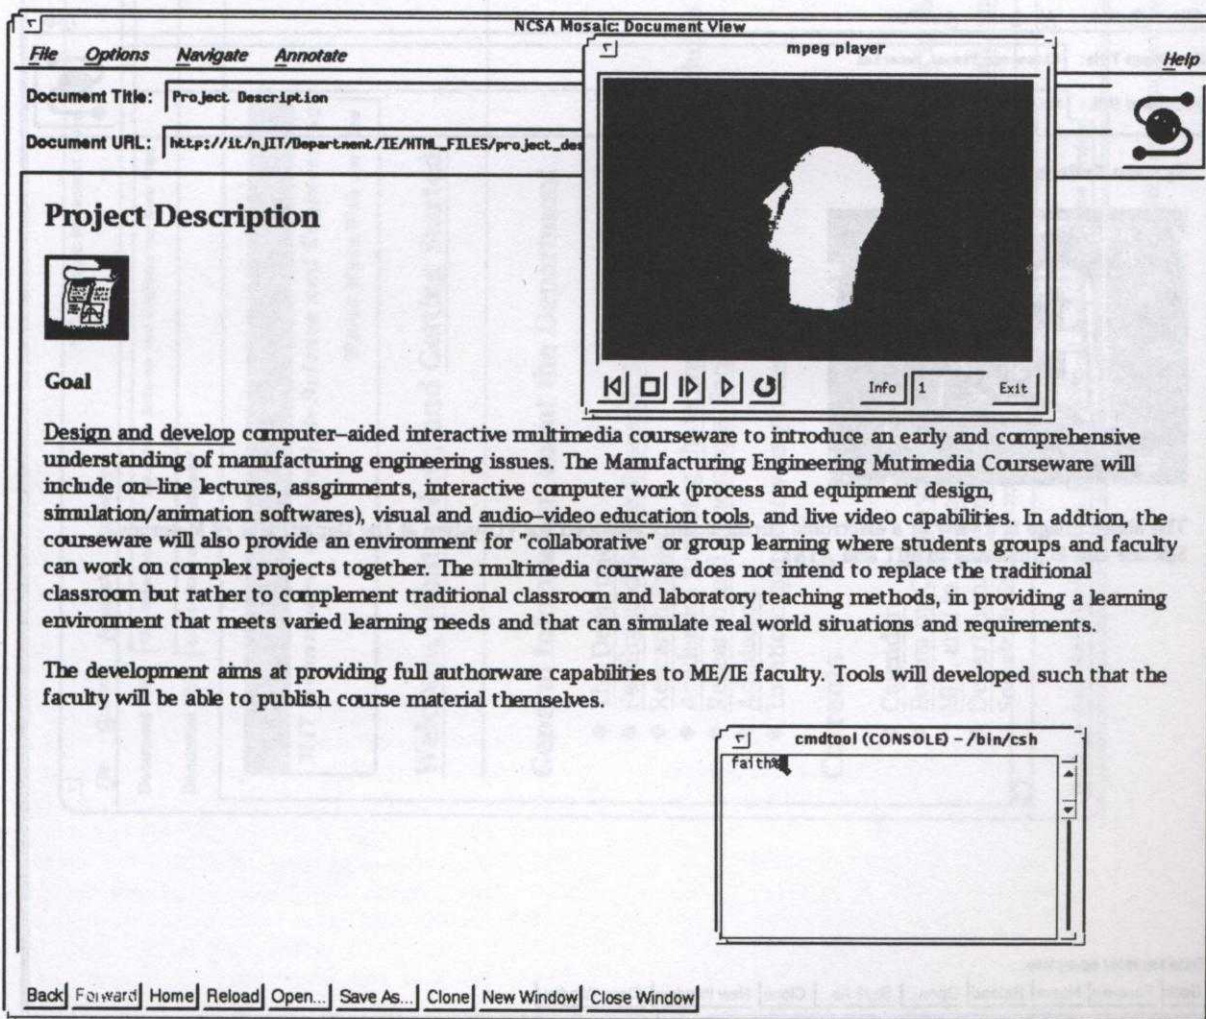 NCSA Mosaic: Document View
File Options Navigate Annotate
Help
Document Title: Project Description
Document URL: http://it/njIT/Department/IE/HTML_FILES/project_des
mpeg player
Info 1 Exit
Project Description
Goal
Design and develop computer-aided interactive multimedia courseware to introduce an early and comprehensive
understanding of manufacturing engineering issues. The Manufacturing Engineering Mutimedia Courseware will
include on-line lectures, assginments, interactive computer work (process and equipment design,
simulation/animation softwares), visual and audio-video education tools, and live video capabilities. In addtion, the
courseware will also provide an environment for "collaborative" or group learning where students groups and faculty
can work on complex projects together. The multimedia courware does not intend to replace the traditional
classroom but rather to complement traditional classroom and laboratory teaching methods, in providing a learning
environment that meets varied learning needs and that can simulate real world situations and requirements.
The development aims at providing full authorware capabilities to ME/IE faculty. Tools will developed such that the
faculty will be able to publish course material themselves.
cmdtool (CONSOLE) - /bin/csh
faith%
Back Forward Home Reload Open... Save As... Clone New Window Close Window